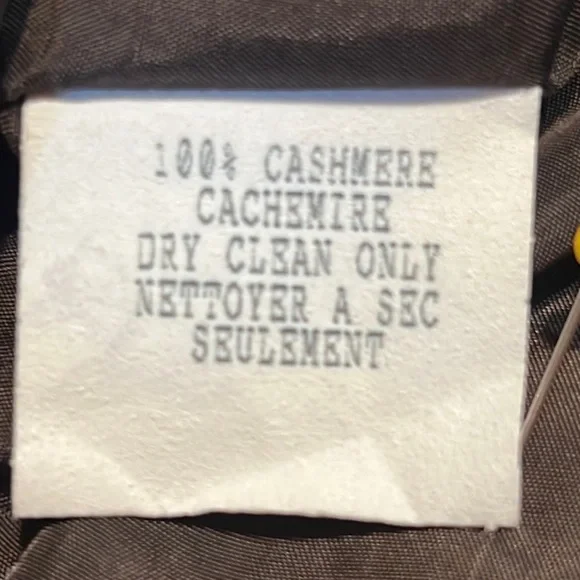 100% CASHMERE
CACHEMIRE
DRY CLEAN ONLY
NETTOYER A SEC
SEULEMENT